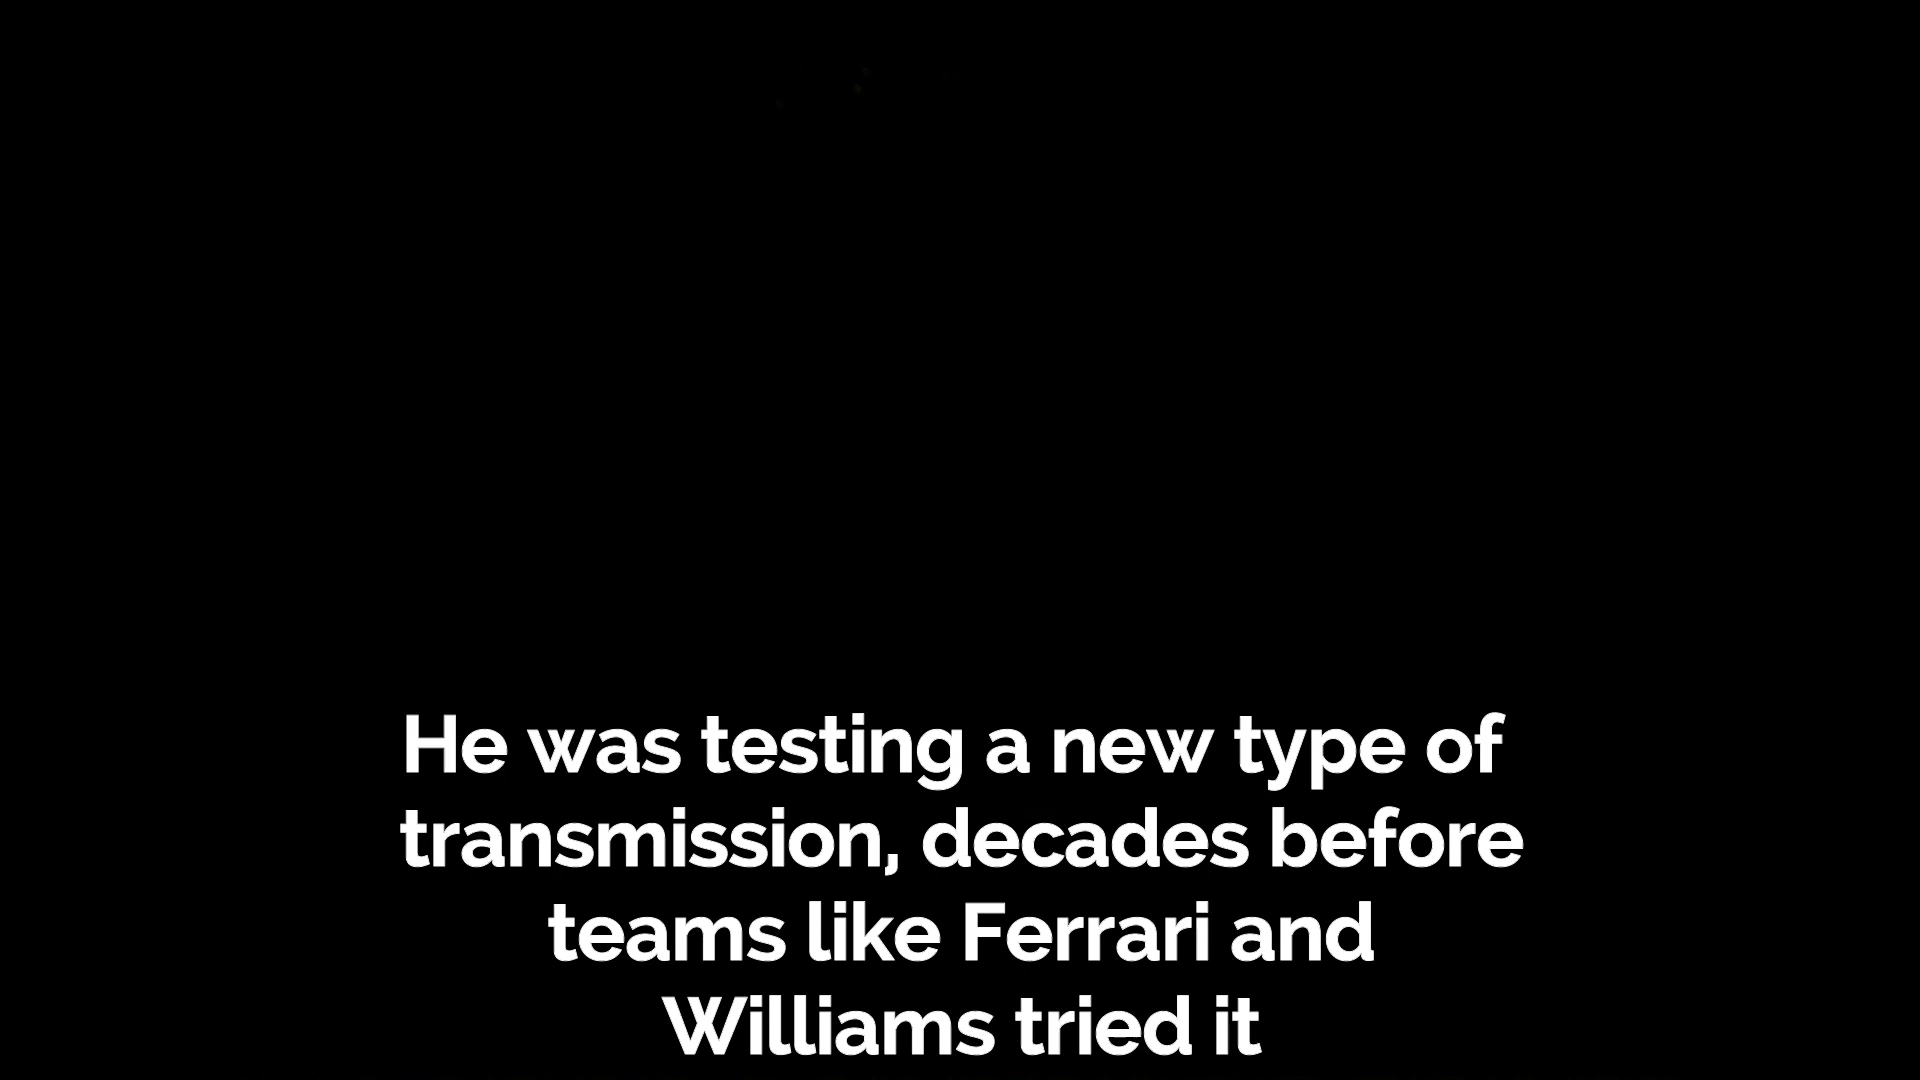 He was testing a new type of
transmission, decades before
teams like Ferrari and
Williams tried it